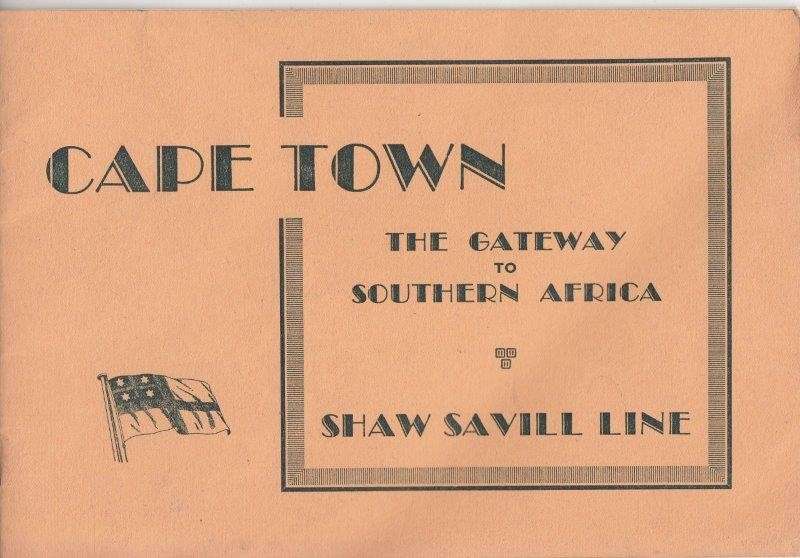 CAPE TOWN
THE GATEWAY
TO
SOUTHERN AFRICA
SHAW SAVILL LINE